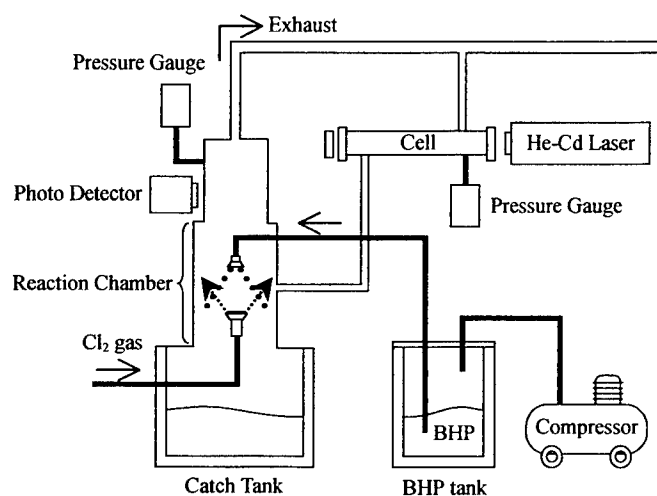 Exhaust
Pressure Gauge
Cell
He-Cd Laser
Photo Detector
Pressure Gauge
Reaction Chamber
Cl₂ gas
BHP
Compressor
Catch Tank
BHP tank